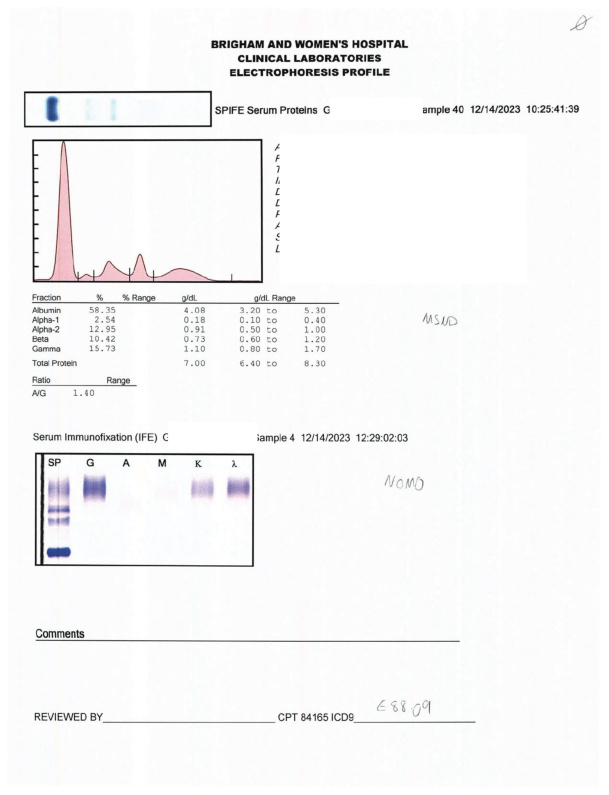 BRIGHAM AND WOMEN'S HOSPITAL
CLINICAL LABORATORIES
ELECTROPHORESIS PROFILE
SPIFE Serum Proteins G ample 40 12/14/2023 10:25:41:39
Fraction % % Range g/dL g/dL Range
Albumin 58.35 4.08 3.20 to 5.30
Alpha-1 2.54 0.18 0.10 to 0.40
Alpha-2 12.95 0.91 0.50 to 1.00
Beta 10.42 0.73 0.60 to 1.20
Gamma 15.73 1.10 0.80 to 1.70
MSND
Total Protein 7.00 6.40 to 8.30
Ratio Range
A/G 1.40
Serum Immunofixation (IFE) G Sample 4 12/14/2023 12:29:02:03
SP G A M K λ
NOMO
Comments
REVIEWED BY CPT 84165 ICD9 E88.09